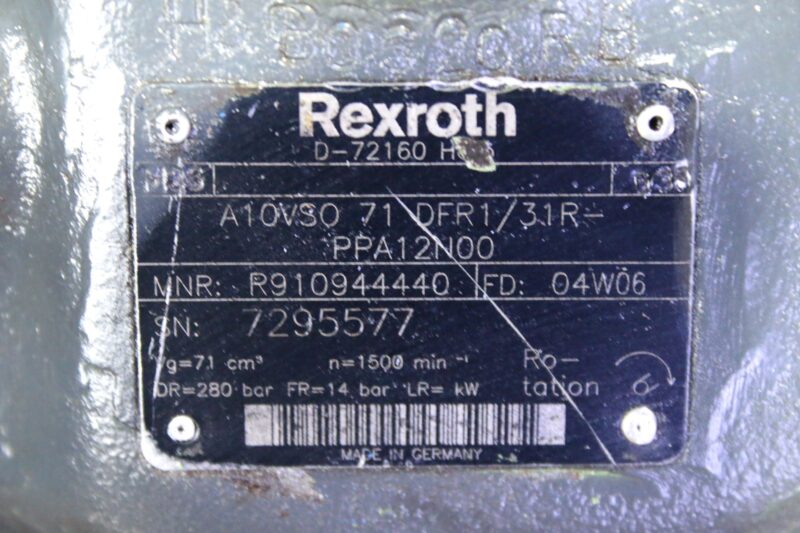 Rexroth
D-72160
A10VSO 71 DFR1/31R-
PPA12N00
MNR: R910944440 FD: 04W06
SN: 7295577
Vg=71 cm³ n=1500 min⁻¹ Ro-
DR=280 bar FR=14 bar LR= kW tation
MADE IN GERMANY